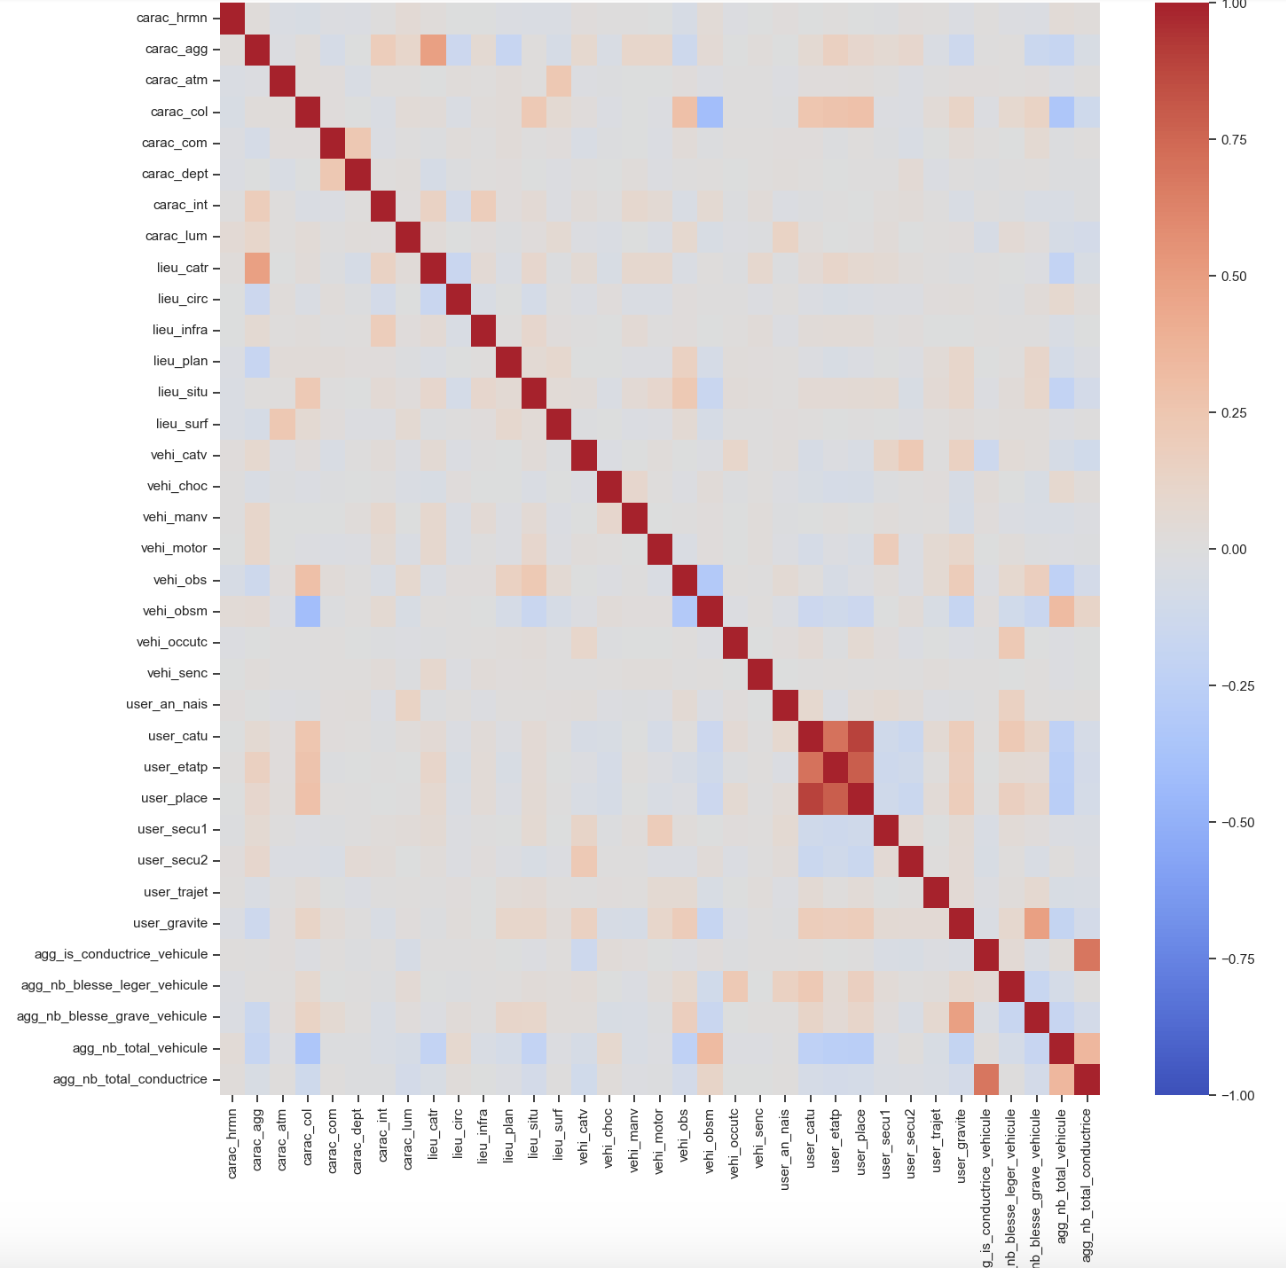 carac_hrmn
carac_agg
carac_atm
carac_col
carac_com
carac_dept
carac_int
carac_lum
lieu_catr
lieu_circ
lieu_infra
lieu_plan
lieu_situ
lieu_surf
vehi_catv
vehi_choc
vehi_manv
vehi_motor
vehi_obs
vehi_obsm
vehi_occutc
vehi_senc
user_an_nais
user_catu
user_etatp
user_place
user_secu1
user_secu2
user_trajet
user_gravite
agg_is_conductrice_vehicule
agg_nb_blesse_leger_vehicule
agg_nb_blesse_grave_vehicule
agg_nb_total_vehicule
agg_nb_total_conductrice
carac_hrmn
carac_agg
carac_atm
carac_col
carac_com
carac_dept
carac_int
carac_lum
lieu_catr
lieu_circ
lieu_infra
lieu_plan
lieu_situ
lieu_surf
vehi_catv
vehi_choc
vehi_manv
vehi_motor
vehi_obs
vehi_obsm
vehi_occutc
vehi_senc
user_an_nais
user_catu
user_etatp
user_place
user_secu1
user_secu2
user_trajet
user_gravite
g_is_conductrice_vehicule
_nb_blesse_leger_vehicule
nb_blesse_grave_vehicule
agg_nb_total_vehicule
agg_nb_total_conductrice
1.00
0.75
0.50
0.25
0.00
−0.25
−0.50
−0.75
−1.00